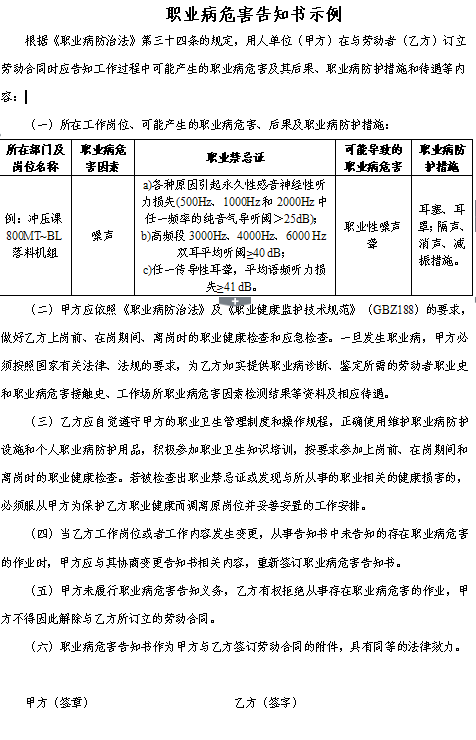 职业病危害告知书示例
根据《职业病防治法》第三十四条的规定，用人单位（甲方）在与劳动者（乙方）订立
劳动合同时应告知工作过程中可能产生的职业病危害及其后果、职业病防护措施和待遇等内
容：
（一）所在工作岗位、可能产生的职业病危害、后果及职业病防护措施：
所在部门及岗位名称 职业病危害因素 职业禁忌证 可能导致的职业病危害 职业病防护措施
例：冲压课
800MT~BL
落料机组
噪声
a)各种原因引起永久性感音神经性听
力损失(500Hz、1000Hz和 2000Hz 中
任一频率的纯音气导听阈＞25dB)；
b)高频段 3000Hz、4000Hz、6000 Hz
双耳平均听阈≥40 dB；
c)任一传导性耳聋，平均语频听力损
失≥41 dB。
职业性噪声
聋
耳塞、耳
罩；隔声、
消声、减
振措施。
（二）甲方应依照《职业病防治法》及《职业健康监护技术规范》（GBZ188）的要求，
做好乙方上岗前、在岗期间、离岗时的职业健康检查和应急检查。一旦发生职业病，甲方必
须按照国家有关法律、法规的要求，为乙方如实提供职业病诊断、鉴定所需的劳动者职业史
和职业病危害接触史、工作场所职业病危害因素检测结果等资料及相应待遇。
（三）乙方应自觉遵守甲方的职业卫生管理制度和操作规程，正确使用维护职业病防护
设施和个人职业病防护用品，积极参加职业卫生知识培训，按要求参加上岗前、在岗期间和
离岗时的职业健康检查。若被检查出职业禁忌证或发现与所从事的职业相关的健康损害的，
必须服从甲方为保护乙方职业健康而调离原岗位并妥善安置的工作安排。
（四）当乙方工作岗位或者工作内容发生变更，从事告知书中未告知的存在职业病危害
的作业时，甲方应与其协商变更告知书相关内容，重新签订职业病危害告知书。
（五）甲方未履行职业病危害告知义务，乙方有权拒绝从事存在职业病危害的作业，甲
方不得因此解除与乙方所订立的劳动合同。
（六）职业病危害告知书作为甲方与乙方签订劳动合同的附件，具有同等的法律效力。
甲方（签章） 乙方（签字）